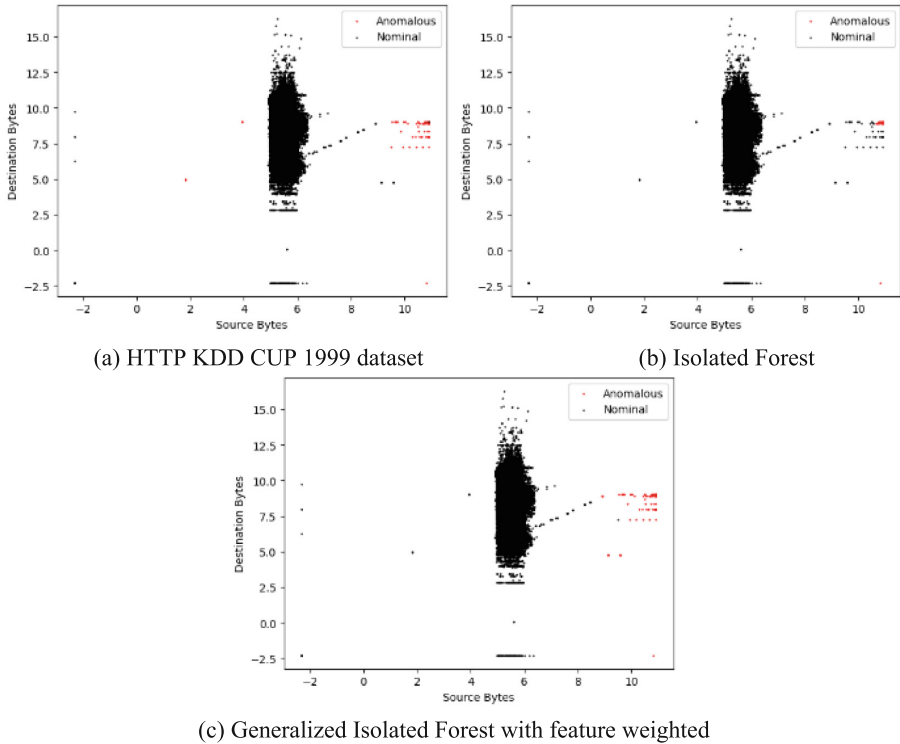 Anomalous
Nominal
15.0
12.5
10.0
7.5
5.0
2.5
0.0
−2.5
Destination Bytes
−2 0 2 4 6 8 10
Source Bytes
(a) HTTP KDD CUP 1999 dataset
Anomalous
Nominal
15.0
12.5
10.0
7.5
5.0
2.5
0.0
−2.5
Destination Bytes
−2 0 2 4 6 8 10
Source Bytes
(b) Isolated Forest
Anomalous
Nominal
15.0
12.5
10.0
7.5
5.0
2.5
0.0
−2.5
Destination Bytes
−2 0 2 4 6 8 10
Source Bytes
(c) Generalized Isolated Forest with feature weighted